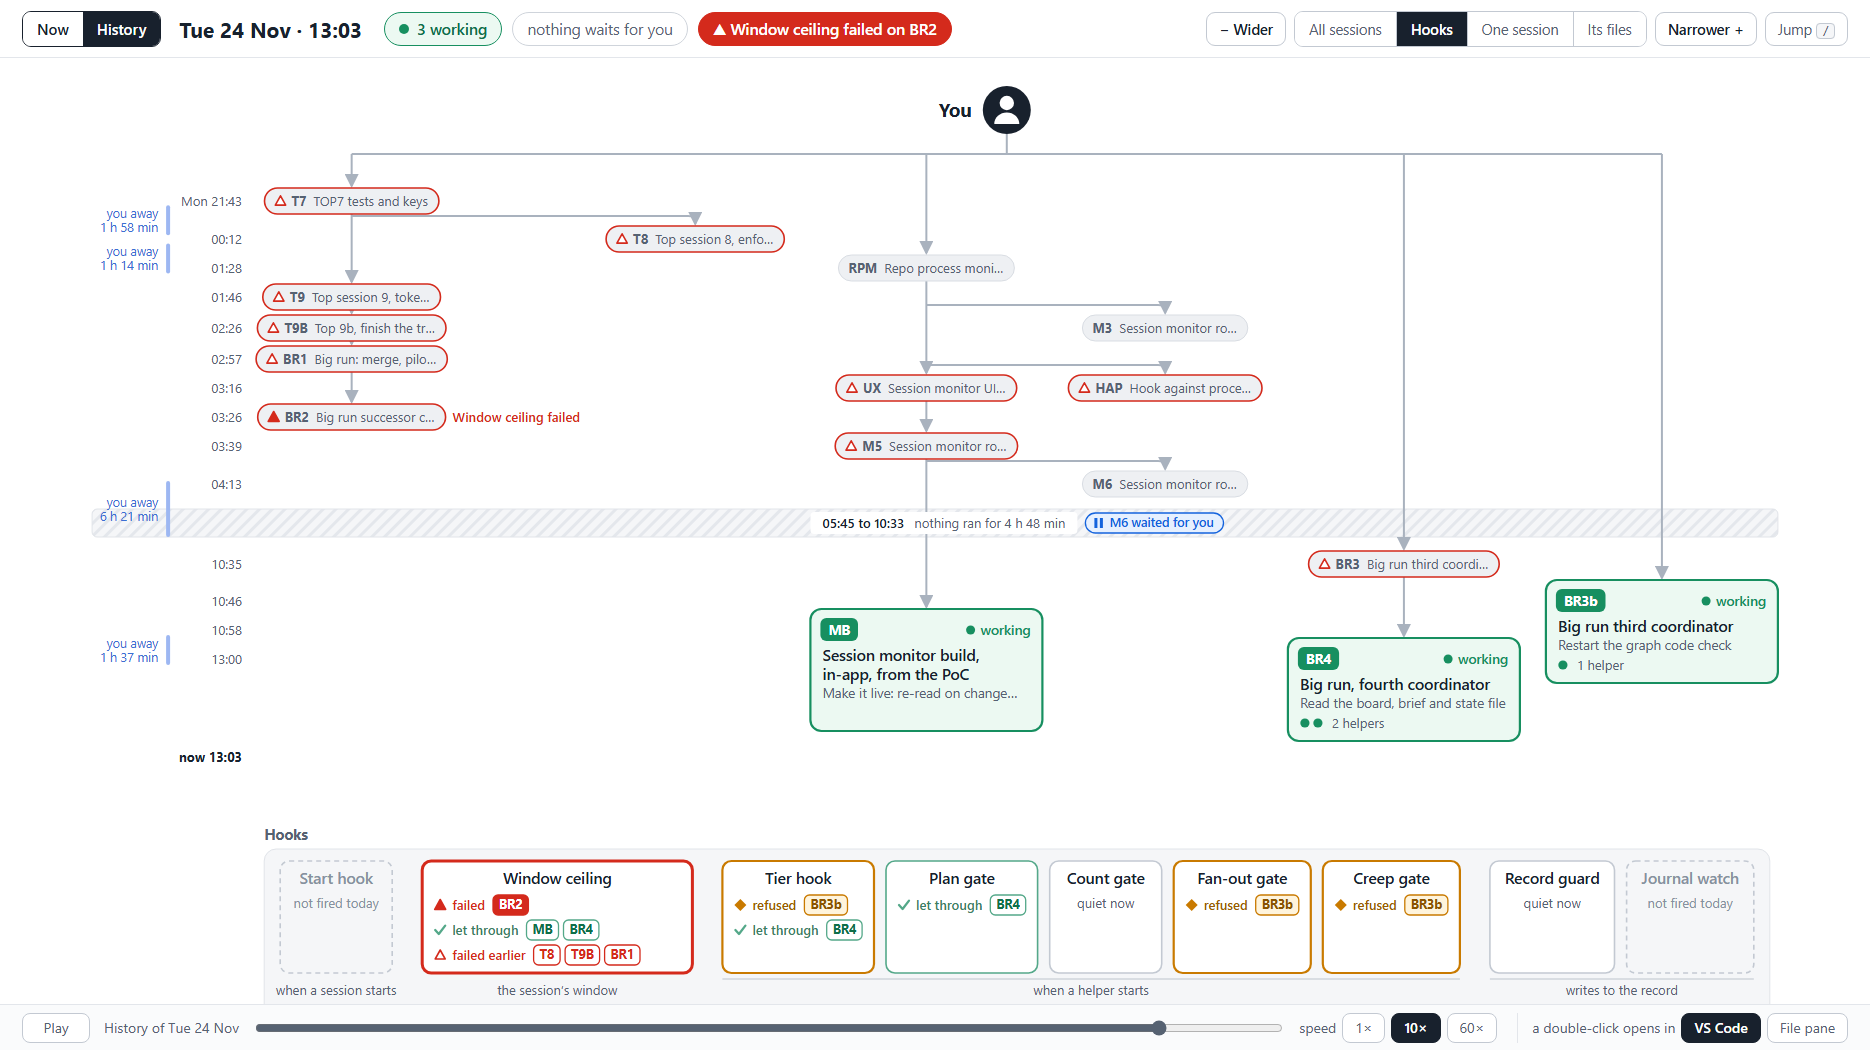 Now
History
Tue 24 Nov · 13:03
3 working
nothing waits for you
Window ceiling failed on BR2
− Wider
All sessions
Hooks
One session
Its files
Narrower +
Jump /
You
Mon 21:43
T7 TOP7 tests and keys
you away
1 h 58 min
00:12
T8 Top session 8, enfo...
you away
1 h 14 min
01:28
RPM Repo process moni...
01:46
T9 Top session 9, toke...
02:26
T9B Top 9b, finish the tr...
M3 Session monitor ro...
02:57
BR1 Big run: merge, pilo...
03:16
UX Session monitor UI...
HAP Hook against proce...
03:26
BR2 Big run successor c...
Window ceiling failed
03:39
M5 Session monitor ro...
04:13
M6 Session monitor ro...
you away
6 h 21 min
05:45 to 10:33 nothing ran for 4 h 48 min
M6 waited for you
10:35
BR3 Big run third coordi...
10:46
BR3b
working
Big run third coordinator
Restart the graph code check
1 helper
10:58
MB
working
Session monitor build,
in-app, from the PoC
Make it live: re-read on change...
you away
1 h 37 min
13:00
BR4
working
Big run, fourth coordinator
Read the board, brief and state file
2 helpers
now 13:03
Hooks
Start hook
not fired today
Window ceiling
failed BR2
let through MB BR4
failed earlier T8 T9B BR1
Tier hook
refused BR3b
let through BR4
Plan gate
let through BR4
Count gate
quiet now
Fan-out gate
refused BR3b
Creep gate
refused BR3b
Record guard
quiet now
Journal watch
not fired today
when a session starts
the session's window
when a helper starts
writes to the record
Play
History of Tue 24 Nov
speed
1×
10×
60×
a double-click opens in
VS Code
File pane